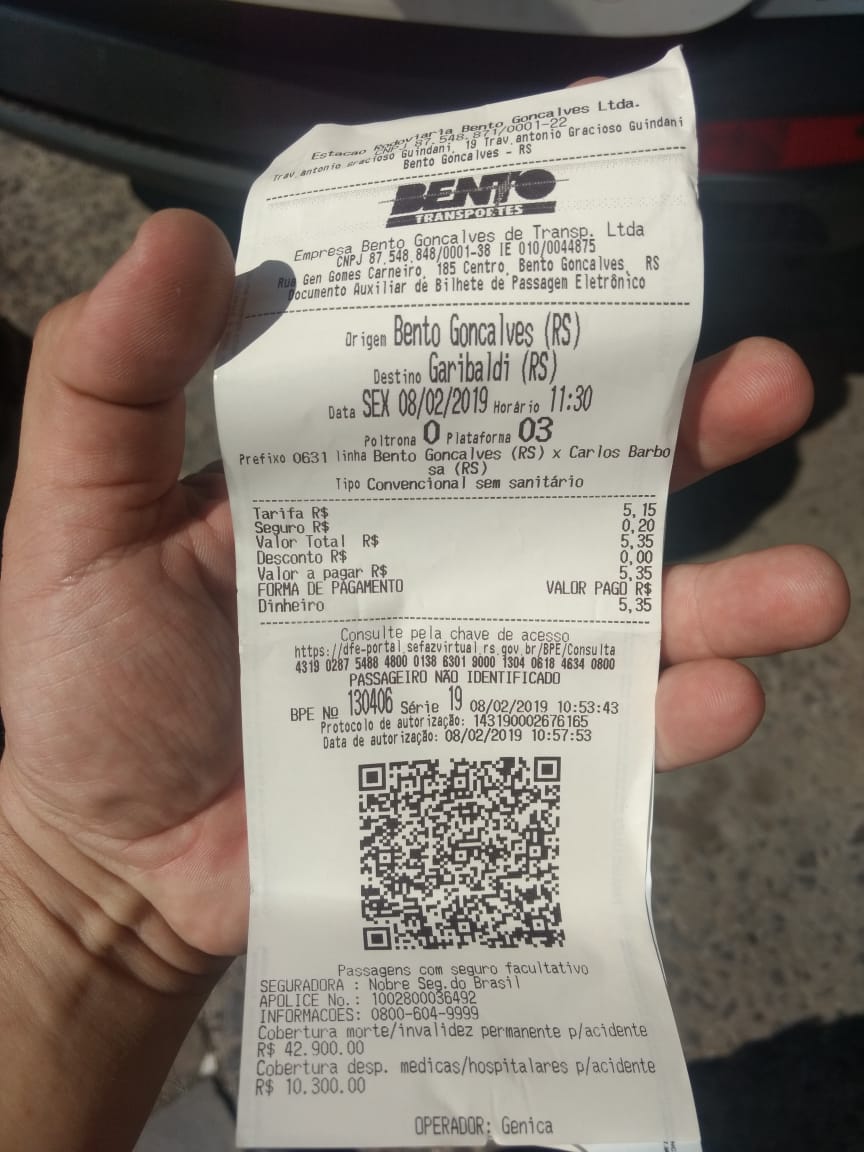 Estacao Rodoviaria Bento Goncalves Ltda.
CNPJ 87.548.871/0001-22
Trav.antonio gracioso Guindani, 19 Trav.antonio Gracioso Guindani
Bento Goncalves - RS
BENTO
TRANSPORTES
Empresa Bento Goncalves de Transp. Ltda
CNPJ 87.548.848/0001-38 IE 010/0044875
Rua Gen Gomes Carneiro, 185 Centro, Bento Goncalves, RS
Documento Auxiliar de Bilhete de Passagem Eletrônico
Origem Bento Goncalves (RS)
Destino Garibaldi (RS)
Data SEX 08/02/2019 Horário 11:30
Poltrona 0 Plataforma 03
Prefixo 0631 linha Bento Goncalves (RS) x Carlos Barbo
sa (RS)
Tipo Convencional sem sanitário
Tarifa R$ 5,15
Seguro R$ 0,20
Valor Total R$ 5,35
Desconto R$ 0,00
Valor a pagar R$ 5,35
FORMA DE PAGAMENTO VALOR PAGO R$
Dinheiro 5,35
Consulte pela chave de acesso
https://dfe-portal.sefazvirtual.rs.gov.br/BPE/Consulta
4319 0287 5488 4800 0138 6301 9000 1304 0618 4634 0800
PASSAGEIRO NÃO IDENTIFICADO
BPE Nº 130406 Série 19 08/02/2019 10:53:43
Protocolo de autorização: 143190002676165
Data de autorização: 08/02/2019 10:57:53
Passagens com seguro facultativo
SEGURADORA : Nobre Seg.do Brasil
APOLICE No.: 1002800036492
INFORMACOES: 0800-604-9999
Cobertura morte/invalidez permanente p/acidente
R$ 42.900.00
Cobertura desp. medicas/hospitalares p/acidente
R$ 10.300.00
OPERADOR: Genica